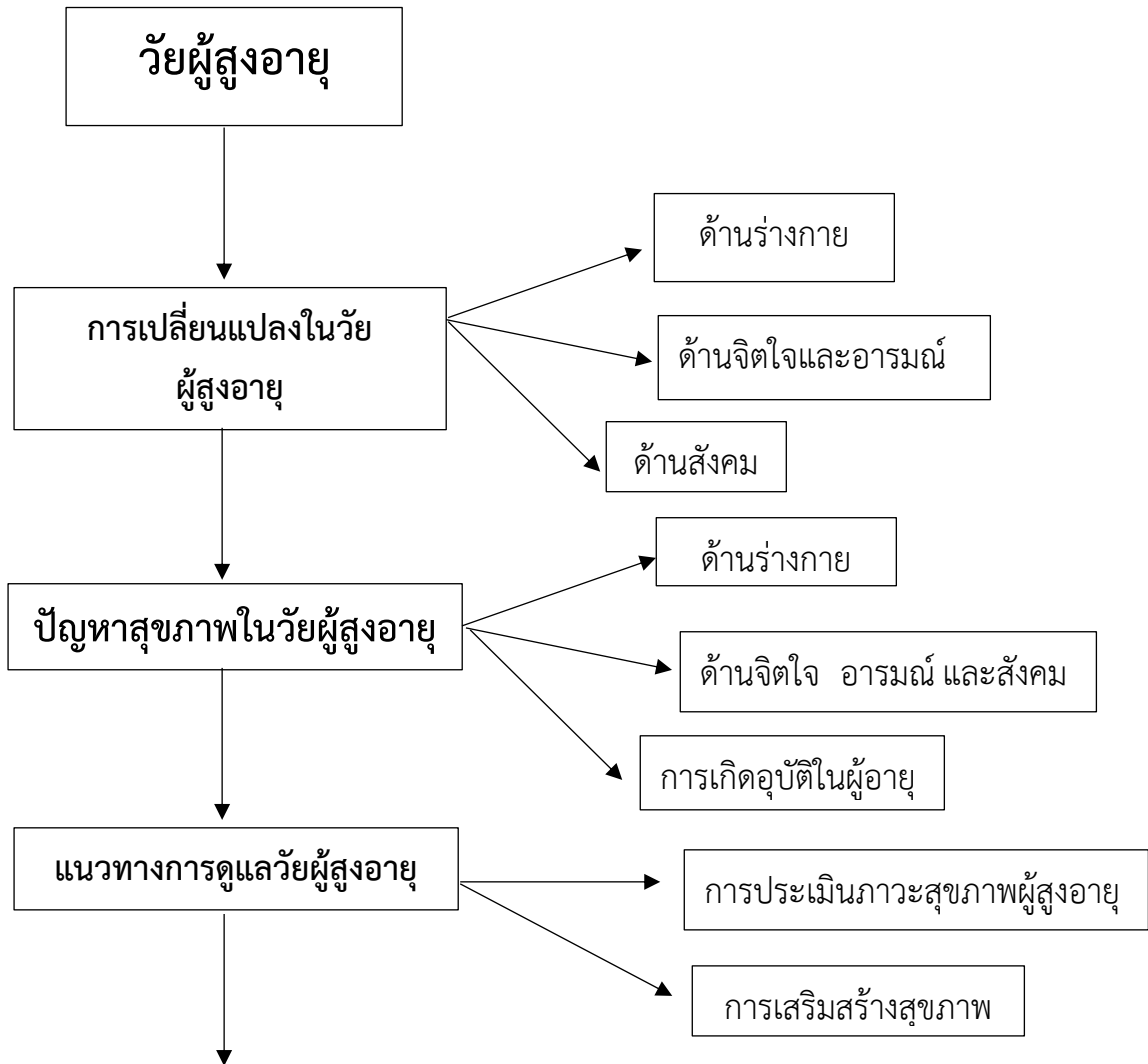 วัยผู้สูงอายุ
ด้านร่างกาย
การเปลี่ยนแปลงในวัย
ผู้สูงอายุ
ด้านจิตใจและอารมณ์
ด้านสังคม
ด้านร่างกาย
ปัญหาสุขภาพในวัยผู้สูงอายุ
ด้านจิตใจ อารมณ์ และสังคม
การเกิดอุบัติในผู้อายุ
แนวทางการดูแลวัยผู้สูงอายุ
การประเมินภาวะสุขภาพผู้สูงอายุ
การเสริมสร้างสุขภาพ